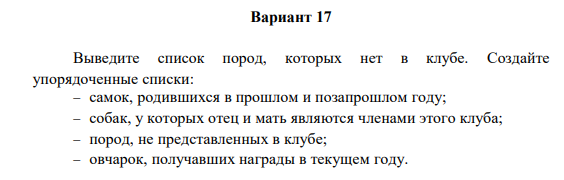 Вариант 17
Выведите список пород, которых нет в клубе. Создайте
упорядоченные списки:
– самок, родившихся в прошлом и позапрошлом году;
– собак, у которых отец и мать являются членами этого клуба;
– пород, не представленных в клубе;
– овчарок, получавших награды в текущем году.